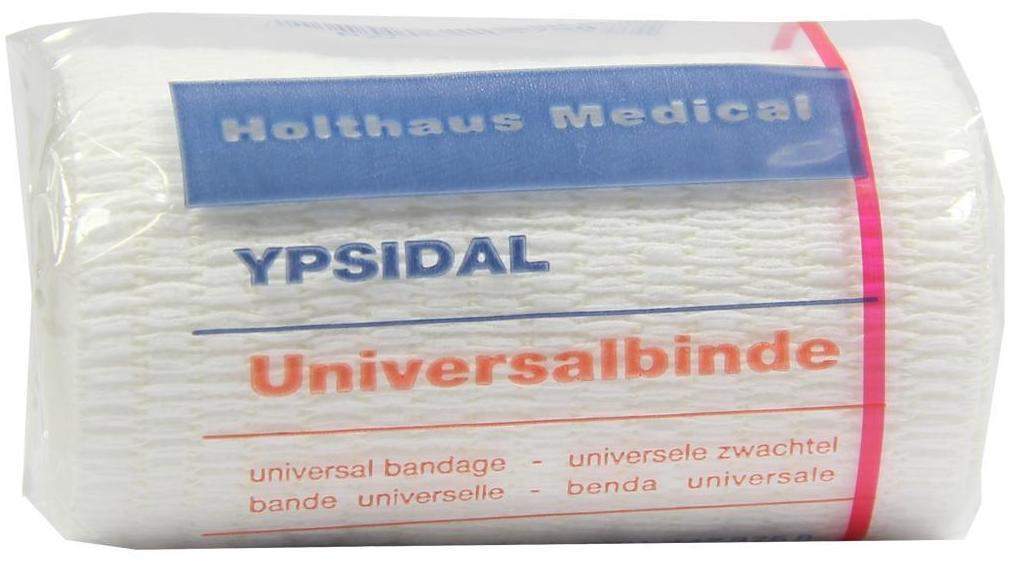 Holthaus Medical
YPSIDAL
Universalbinde
universal bandage - universele zwachtel
bande universelle - benda universale